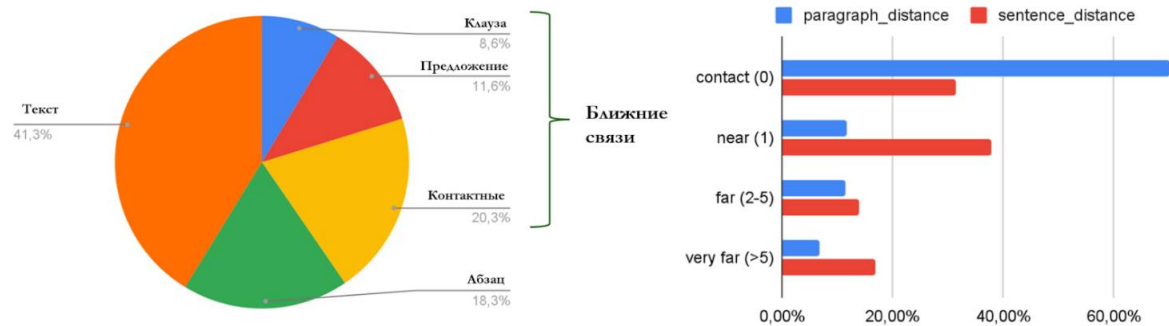 Клауза
8,6%
Предложение
11,6%
Текст
41,3%
Ближние
связи
Контактные
20,3%
Абзац
18,3%
paragraph_distance sentence_distance
contact (0)
near (1)
far (2-5)
very far (>5)
0,00% 20,00% 40,00% 60,00%